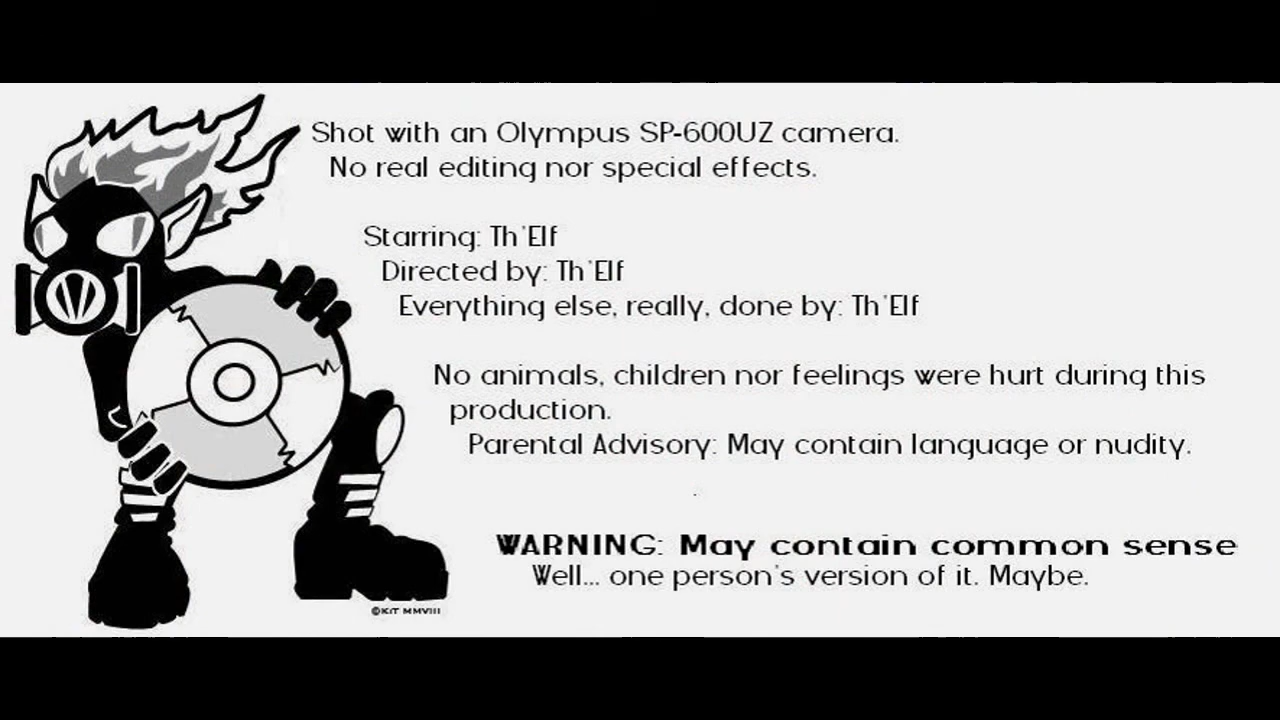 Shot with an Olympus SP-600UZ camera.
No real editing nor special effects.
Starring: Th'Elf
Directed by: Th'Elf
Everything else, really, done by: Th'Elf
No animals, children nor feelings were hurt during this
production.
Parental Advisory: May contain language or nudity.
WARNING: May contain common sense
Well... one person's version of it. Maybe.
©KiT MMVIII